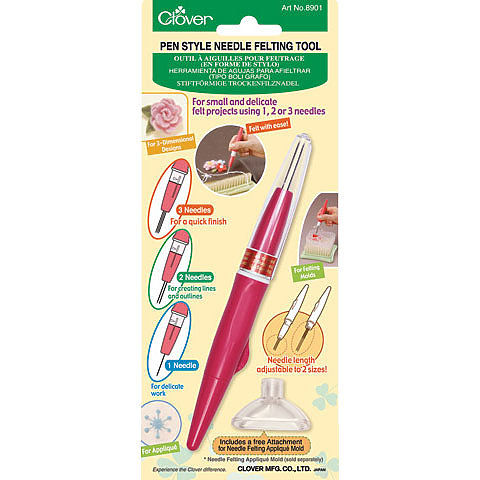 Art No.8901
Clover
PEN STYLE NEEDLE FELTING TOOL
OUTIL À AIGUILLES POUR FEUTRAGE
(EN FORME DE STYLO)
HERRAMIENTA DE AGUJAS PARA AFIELTRAR
(TIPO BOLI GRAFO)
STIFTFÖRMIGE TROCKENFILZNADEL
For small and delicate
felt projects using 1, 2 or 3 needles
Felt with ease!
For 3-Dimensional
Designs
3 Needles
For a quick finish
2 Needles
For creating lines
and outlines
For Felting
Molds
1 Needle
For delicate
work
Needle length
adjustable to 2 sizes!
For Appliqué
Includes a free Attachment
for Needle Felting Appliqué Mold
* Needle Felting Appliqué Mold (sold separately)
Experience the Clover difference.
CLOVER MFG.CO., LTD. JAPAN